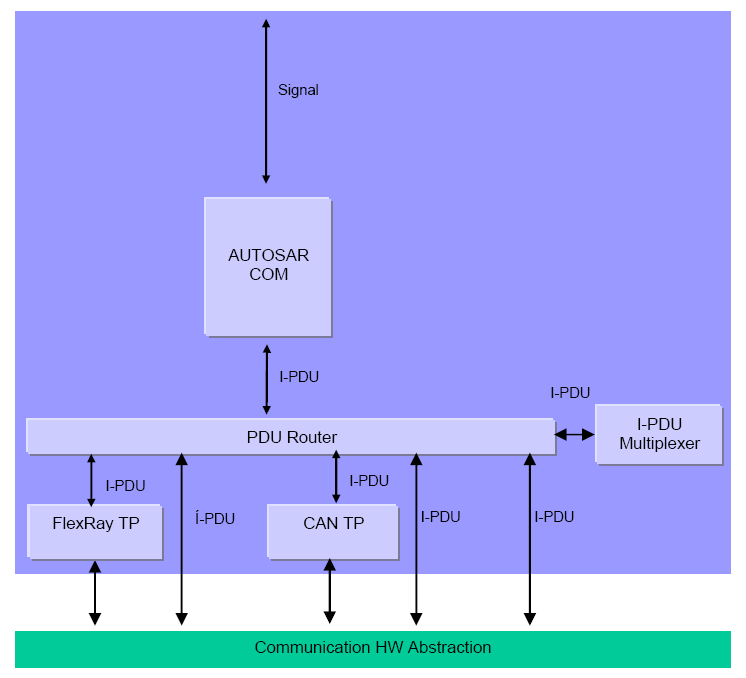 Signal
AUTOSAR
COM
I-PDU
I-PDU
PDU Router
I-PDU
Multiplexer
I-PDU
Í-PDU
I-PDU
I-PDU
I-PDU
FlexRay TP
CAN TP
Communication HW Abstraction